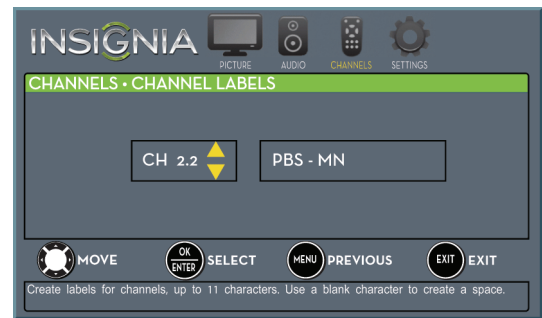 INSIGNIA
PICTURE AUDIO CHANNELS SETTINGS
CHANNELS • CHANNEL LABELS
CH 2.2 PBS - MN
MOVE OK ENTER SELECT MENU PREVIOUS EXIT EXIT
Create labels for channels, up to 11 characters. Use a blank character to create a space.